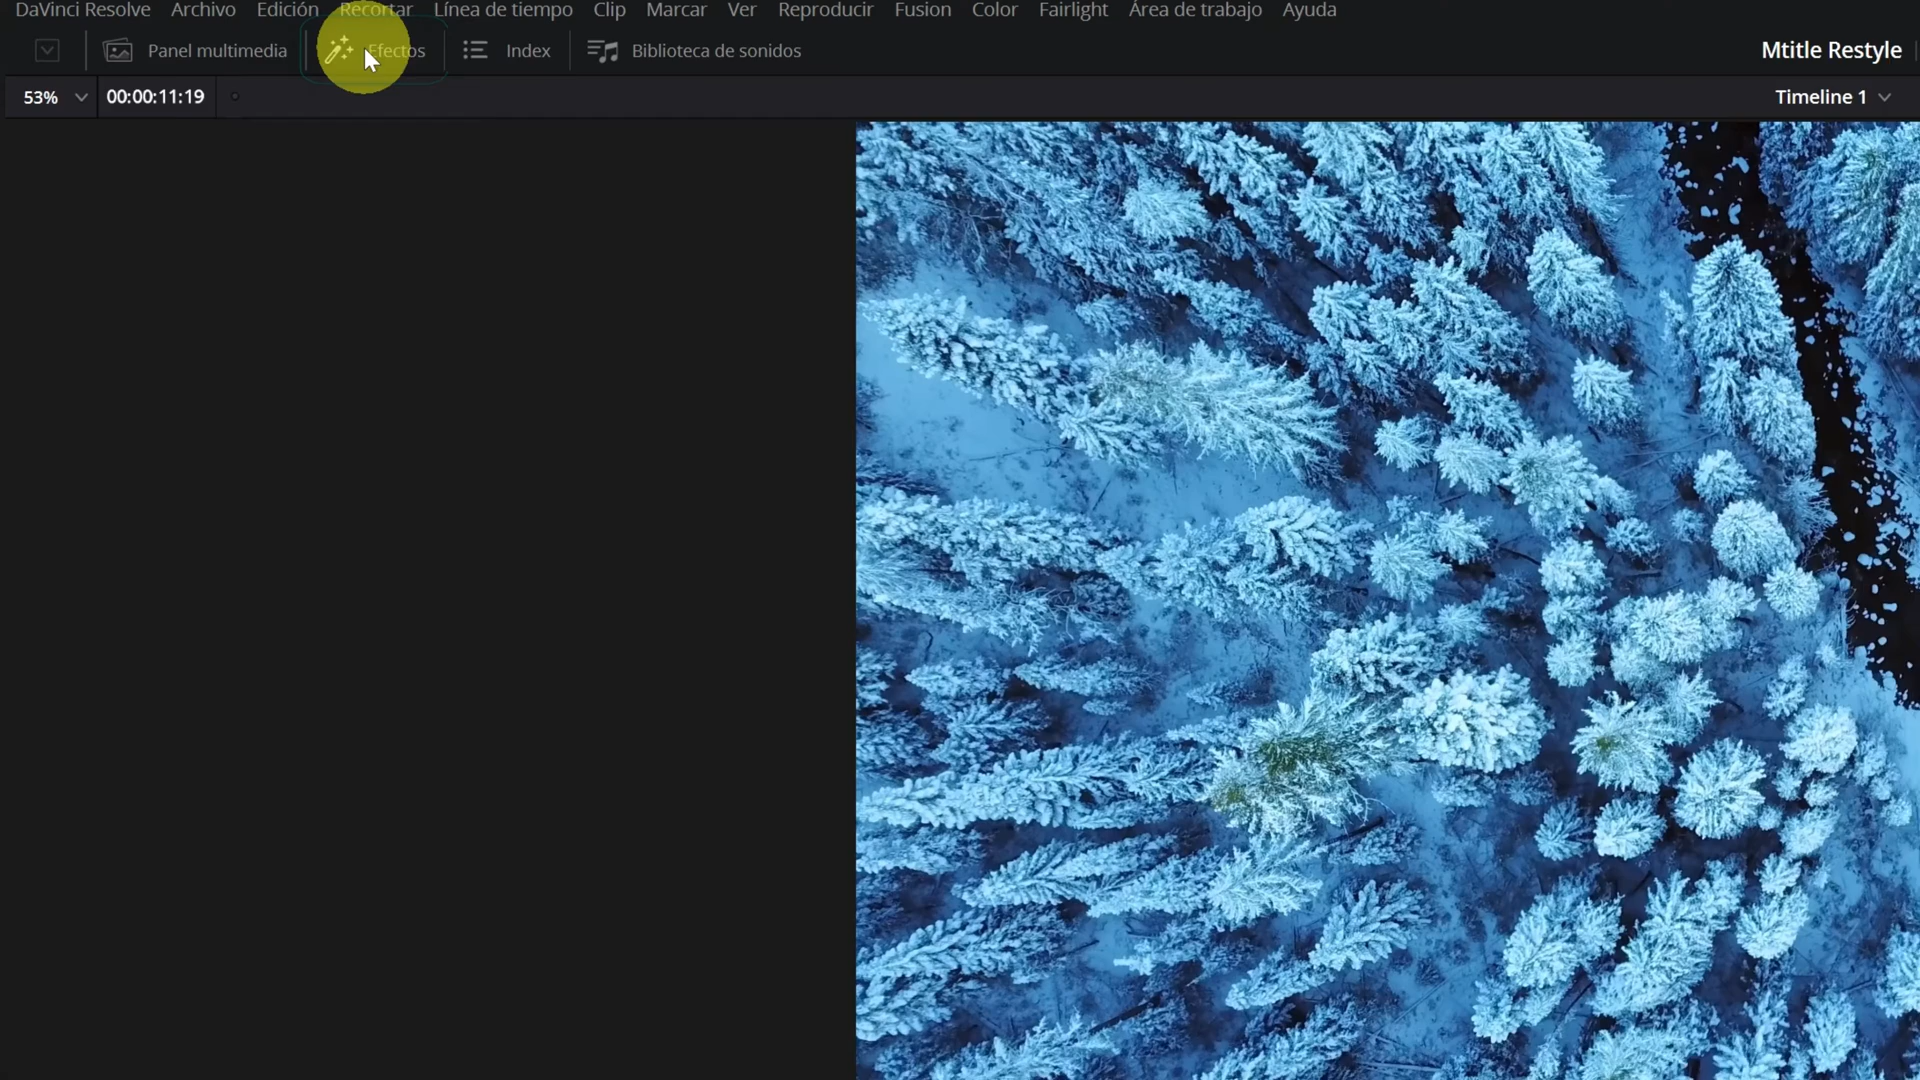 DaVinci Resolve Archivo Edición Recortar Línea de tiempo Clip Marcar Ver Reproducir Fusion Color Fairlight Área de trabajo Ayuda
Panel multimedia Efectos Index Biblioteca de sonidos Mtitle Restyle
53% 00:00:11:19 Timeline 1